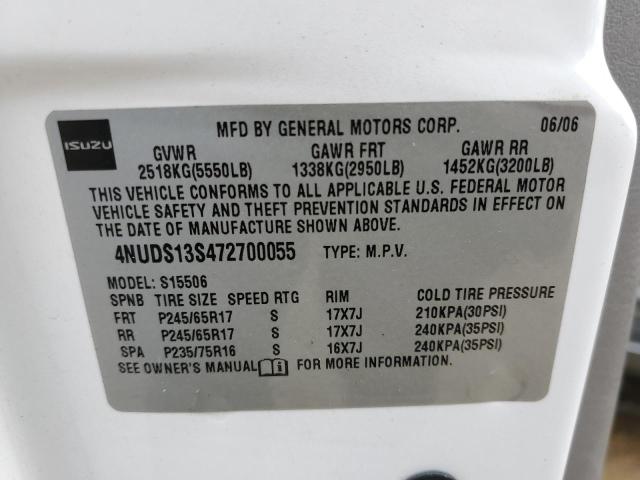 ISUZU
MFD BY GENERAL MOTORS CORP. 06/06
GVWR GAWR FRT GAWR RR
2518KG(5550LB) 1338KG(2950LB) 1452KG(3200LB)
THIS VEHICLE CONFORMS TO ALL APPLICABLE U.S. FEDERAL MOTOR
VEHICLE SAFETY AND THEFT PREVENTION STANDARDS IN EFFECT ON
THE DATE OF MANUFACTURE SHOWN ABOVE.
4NUDS13S472700055 TYPE: M.P.V.
MODEL: S15506
SPNB TIRE SIZE SPEED RTG RIM COLD TIRE PRESSURE
FRT P245/65R17 S 17X7J 210KPA(30PSI)
RR P245/65R17 S 17X7J 240KPA(35PSI)
SPA P235/75R16 S 16X7J 240KPA(35PSI)
SEE OWNER'S MANUAL FOR MORE INFORMATION.